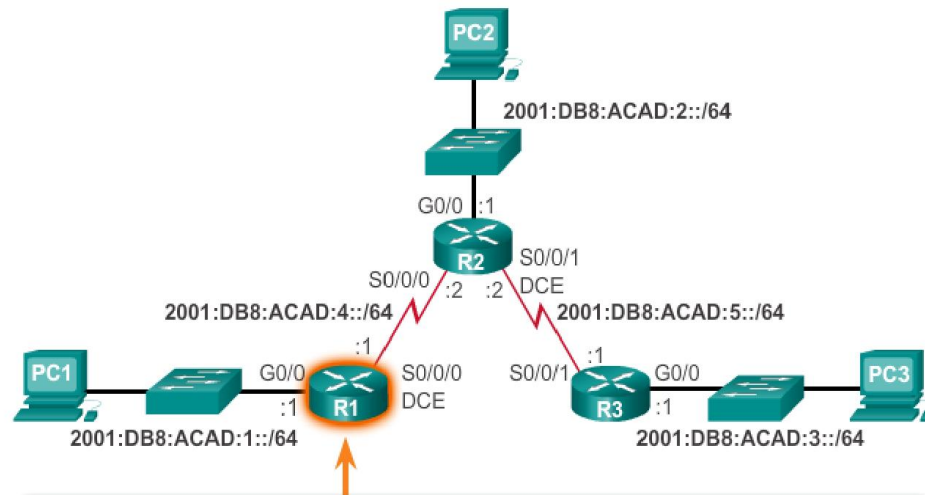 PC2
2001:DB8:ACAD:2::/64
G0/0 :1
R2
S0/0/1
DCE
S0/0/0
:2 :2
2001:DB8:ACAD:4::/64
2001:DB8:ACAD:5::/64
:1
:1
PC1
G0/0
R1
S0/0/0
DCE
:1
2001:DB8:ACAD:1::/64
S0/0/1
R3
G0/0
:1
PC3
2001:DB8:ACAD:3::/64